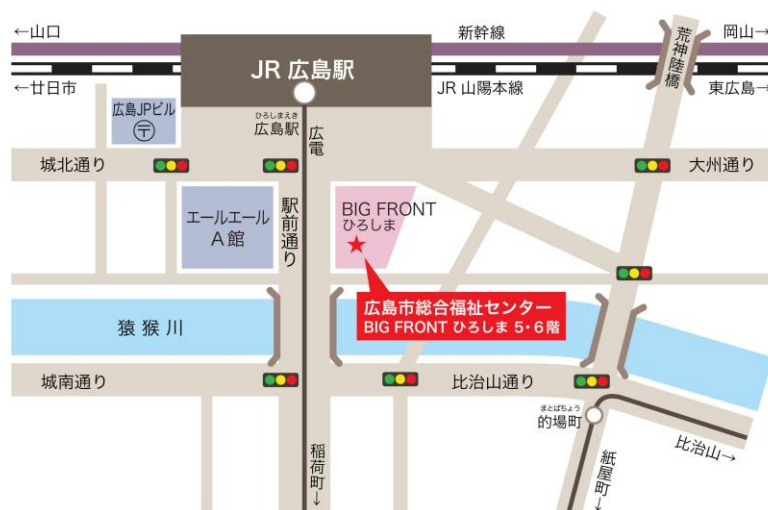 ←山口
新幹線
岡山→
JR 広島駅
荒神陸橋
←廿日市
JR 山陽本線
東広島→
広島JPビル
〒
ひろしまえき
広島駅
広電
城北通り
大州通り
エールエール
A館
駅前通り
BIG FRONT
ひろしま
広島市総合福祉センター
BIG FRONT ひろしま 5・6階
猿猴川
城南通り
比治山通り
まとばちょう
的場町
比治山→
稲荷町→
紙屋町→